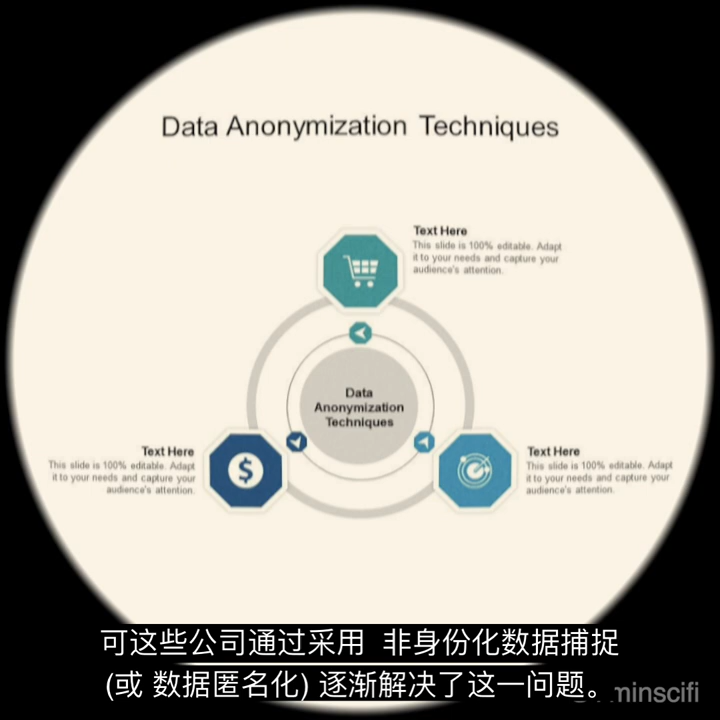 Data Anonymization Techniques
Text Here
This slide is 100% editable. Adapt
it to your needs and capture your
audience's attention.
Data
Anonymization
Techniques
Text Here
This slide is 100% editable. Adapt
it to your needs and capture your
audience's attention.
$
Text Here
This slide is 100% editable. Adapt
it to your needs and capture your
audience's attention.
可这些公司通过采用 非身份化数据捕捉
(或 数据匿名化) 逐渐解决了这一问题。
minscifi